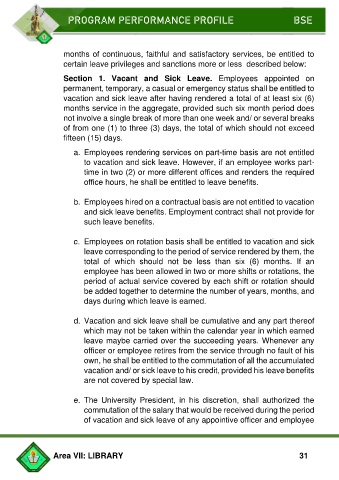 PROGRAM PERFORMANCE PROFILE BSE
months of continuous, faithful and satisfactory services, be entitled to
certain leave privileges and sanctions more or less described below:
Section 1. Vacant and Sick Leave. Employees appointed on
permanent, temporary, a casual or emergency status shall be entitled to
vacation and sick leave after having rendered a total of at least six (6)
months service in the aggregate, provided such six month period does
not involve a single break of more than one week and/ or several breaks
of from one (1) to three (3) days, the total of which should not exceed
fifteen (15) days.
a. Employees rendering services on part-time basis are not entitled
to vacation and sick leave. However, if an employee works part-
time in two (2) or more different offices and renders the required
office hours, he shall be entitled to leave benefits.
b. Employees hired on a contractual basis are not entitled to vacation
and sick leave benefits. Employment contract shall not provide for
such leave benefits.
c. Employees on rotation basis shall be entitled to vacation and sick
leave corresponding to the period of service rendered by them, the
total of which should not be less than six (6) months. If an
employee has been allowed in two or more shifts or rotations, the
period of actual service covered by each shift or rotation should
be added together to determine the number of years, months, and
days during which leave is earned.
d. Vacation and sick leave shall be cumulative and any part thereof
which may not be taken within the calendar year in which earned
leave maybe carried over the succeeding years. Whenever any
officer or employee retires from the service through no fault of his
own, he shall be entitled to the commutation of all the accumulated
vacation and/ or sick leave to his credit, provided his leave benefits
are not covered by special law.
e. The University President, in his discretion, shall authorized the
commutation of the salary that would be received during the period
of vacation and sick leave of any appointive officer and employee
Area VII: LIBRARY 31